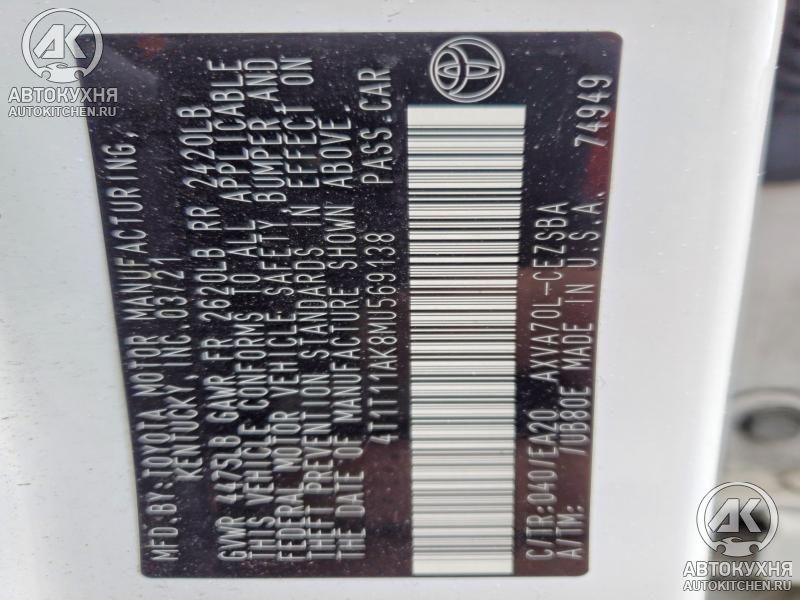 AK
АВТОКУХНЯ
AUTOKITCHEN.RU
MFD.BY:TOYOTA MOTOR MANUFACTURING,
KENTUCKY, INC.03/21
GVWR 4475LB GAWR FR 2620LB RR 2420LB
THIS VEHICLE CONFORMS TO ALL APPLICABLE
FEDERAL MOTOR VEHICLE SAFETY BUMPER AND
THEFT PREVENTION STANDARDS IN EFFECT ON
THE DATE OF MANUFACTURE SHOWN ABOVE.
4T1T11AK8MU569138 PASS.CAR
C/TR:040/EA20 AXVA70L-CEZSBA
A/TM: /UB80E MADE IN U.S.A. 74949
AK
АВТОКУХНЯ
AUTOKITCHEN.RU